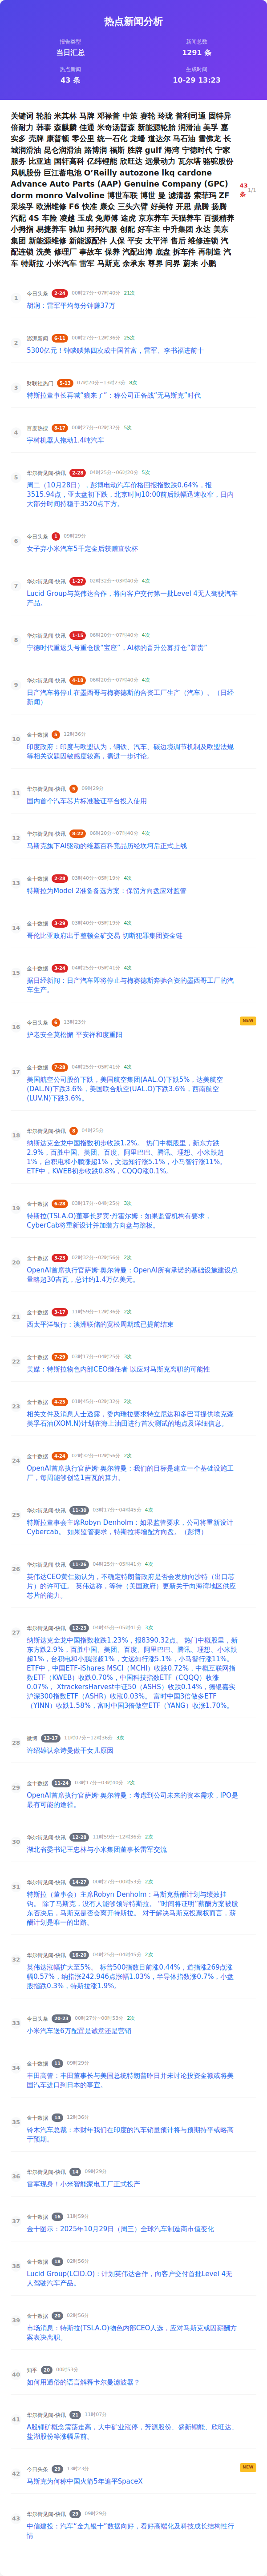 热点新闻分析
报告类型
新闻总数
当日汇总
1291 条
热点新闻
生成时间
43 条
10-29 13:23
关键词 轮胎 米其林 马牌 邓禄普 中策 赛轮 玲珑 普利司通 固特异
倍耐力 韩泰 森麒麟 佳通 米奇汤普森 新能源轮胎 润滑油 美孚 嘉
实多 壳牌 康普顿 零公里 统一石化 龙蟠 道达尔 马石油 雪佛龙 长
城润滑油 昆仑润滑油 路博润 福斯 胜牌 gulf 海湾 宁德时代 宁家
服务 比亚迪 国轩高科 亿纬锂能 欣旺达 远景动力 瓦尔塔 骆驼股份
风帆股份 巨江蓄电池 O’Reilly autozone lkq cardone
Advance Auto Parts (AAP) Genuine Company (GPC)
dorm monro Valvoline 博世车联 博世 曼 滤清器 索菲玛 ZF
采埃孚 欧洲维修 F6 快准 康众 三头六臂 好美特 开思 鼎舜 扬腾
汽配 4S 车险 凌趟 玉成 兔师傅 途虎 京东养车 天猫养车 百援精养
小拇指 易捷养车 驰加 邦邦汽服 创配 好车主 中升集团 永达 美东
集团 新能源维修 新能源配件 人保 平安 太平洋 售后 维修连锁 汽
配连锁 洗美 修理厂 事故车 保养 汽配出海 底盘 拆车件 再制造 汽
车 特斯拉 小米汽车 雷军 马斯克 余承东 尊界 问界 蔚来 小鹏
43 条
1/1
1
今日头条 2-24 00时27分~07时40分 21次
胡润：雷军平均每分钟赚37万
2
澎湃新闻 6-11 00时27分~12时36分 25次
5300亿元！钟睒睒第四次成中国首富，雷军、李书福进前十
3
财联社热门 5-13 07时20分~13时23分 8次
特斯拉董事长再喊“狼来了”：称公司正备战“无马斯克”时代
4
百度热搜 8-17 00时27分~02时32分 5次
宇树机器人拖动1.4吨汽车
5
华尔街见闻-快讯 2-28 04时25分~06时20分 5次
周二（10月28日），彭博电动汽车价格回报指数跌0.64%，报
3515.94点，亚太盘初下跌，北京时间10:00前后跌幅迅速收窄，日内
大部分时间持稳于3520点下方。
6
今日头条 1 09时29分
女子弃小米汽车5千定金后获赠直饮杯
7
华尔街见闻-快讯 1-27 02时32分~03时40分 4次
Lucid Group与英伟达合作，将向客户交付第一批Level 4无人驾驶汽车
产品。
8
华尔街见闻-快讯 1-15 06时20分~07时40分 4次
宁德时代重返头号重仓股“宝座”，AI标的晋升公募持仓“新贵”
9
华尔街见闻-快讯 4-19 06时20分~07时40分 4次
日产汽车将停止在墨西哥与梅赛德斯的合资工厂生产（汽车）。（日经
新闻）
10
金十数据 5 12时36分
印度政府：印度与欧盟认为，钢铁、汽车、碳边境调节机制及欧盟法规
等相关议题因敏感度较高，需进一步讨论。
11
华尔街见闻-快讯 5 09时29分
国内首个汽车芯片标准验证平台投入使用
12
华尔街见闻-快讯 8-23 06时20分~07时40分 4次
马斯克旗下AI驱动的维基百科竞品历经坎坷后正式上线
13
金十数据 2-28 03时40分~05时19分 4次
特斯拉为Model 2准备备选方案：保留方向盘应对监管
14
金十数据 3-29 03时40分~05时19分 4次
哥伦比亚政府出手整顿金矿交易 切断犯罪集团资金链
15
金十数据 3-24 04时25分~05时41分 4次
据日经新闻：日产汽车即将停止与梅赛德斯奔驰合资的墨西哥工厂的汽
车生产。
16
今日头条 6 13时23分
护老安全莫松懈 平安祥和度重阳
NEW
17
金十数据 7-28 04时25分~05时41分 4次
美国航空公司股价下跌，美国航空集团(AAL.O)下跌5%，达美航空
(DAL.N)下跌3.6%，美国联合航空(UAL.O)下跌3.6%，西南航空
(LUV.N)下跌3.6%。
18
华尔街见闻-快讯 9 04时25分
纳斯达克金龙中国指数初步收跌1.2%。 热门中概股里，新东方跌
2.9%，百胜中国、美团、百度、阿里巴巴、腾讯、理想、小米跌超
1%，台积电和小鹏涨超1%，文远知行涨5.1%，小马智行涨11%。
ETF中，KWEB初步收跌0.8%，CQQQ涨0.1%。
19
金十数据 6-26 03时17分~04时25分 3次
特斯拉(TSLA.O)董事长罗宾·丹霍尔姆：如果监管机构有要求，
CyberCab将重新设计并加装方向盘与踏板。
20
金十数据 3-23 02时32分~02时56分 2次
OpenAI首席执行官萨姆·奥尔特曼：OpenAI所有承诺的基础设施建设总
量略超30吉瓦，总计约1.4万亿美元。
21
金十数据 3-17 11时59分~12时36分 2次
西太平洋银行：澳洲联储的宽松周期或已提前结束
22
金十数据 7-29 03时17分~04时25分 3次
美媒：特斯拉物色内部CEO继任者 以应对马斯克离职的可能性
23
金十数据 4-25 01时45分~02时32分 2次
相关文件及消息人士透露，委内瑞拉要求特立尼达和多巴哥提供埃克森
美孚石油(XOM.N)计划在海上油田进行首次测试的地点及详细信息。
24
金十数据 4-24 02时32分~02时56分 2次
OpenAI首席执行官萨姆·奥尔特曼：我们的目标是建立一个基础设施工
厂，每周能够创造1吉瓦的算力。
25
华尔街见闻-快讯 11-30 03时17分~04时45分 4次
特斯拉董事会主席Robyn Denholm：如果监管要求，公司将重新设计
Cybercab。 如果监管要求，特斯拉将增配方向盘。（彭博）
26
华尔街见闻-快讯 11-26 04时25分~05时41分 4次
英伟达CEO黄仁勋认为，不确定特朗普政府是否会发放向沙特（出口芯
片）的许可证。 英伟达称，等待（美国政府）更新关于向海湾地区供应
芯片的能力。
27
华尔街见闻-快讯 12-23 04时45分~05时41分 3次
纳斯达克金龙中国指数收跌1.23%，报8390.32点。 热门中概股里，新
东方跌2.9%，百胜中国、美团、百度、阿里巴巴、腾讯、理想、小米跌
超1%，台积电和小鹏涨超1%，文远知行涨5.1%，小马智行涨11%。
ETF中，中国ETF-iShares MSCI（MCHI）收跌0.72%，中概互联网指
数ETF（KWEB）收跌0.70%，中国科技指数ETF（CQQQ）收涨
0.07%， XtrackersHarvest中证50（ASHS）收跌0.14%，德银嘉实
沪深300指数ETF（ASHR）收涨0.03%。 富时中国3倍做多ETF
（YINN）收跌1.58%，富时中国3倍做空ETF（YANG）收涨1.70%。
28
微博 13-17 11时07分~12时36分 3次
许绍雄认余诗曼做干女儿原因
29
金十数据 11-24 03时17分~03时40分 2次
OpenAI首席执行官萨姆·奥尔特曼：考虑到公司未来的资本需求，IPO是
最有可能的途径。
30
华尔街见闻-快讯 12-28 11时59分~12时36分 2次
湖北省委书记王忠林与小米集团董事长雷军交流
31
华尔街见闻-快讯 14-27 00时27分~00时53分 2次
特斯拉（董事会）主席Robyn Denholm：马斯克薪酬计划与绩效挂
钩。 除了马斯克，没有人能够领导特斯拉。 “时间将证明”薪酬方案被股
东否决后，马斯克是否会离开特斯拉。 对于解决马斯克投票权而言，薪
酬计划是唯一的出路。
32
华尔街见闻-快讯 16-20 04时25分~04时45分 2次
英伟达涨幅扩大至5%。 标普500指数目前涨0.44%，道指涨269点涨
幅0.57%，纳指涨242.946点涨幅1.03%，半导体指数涨0.7%，小盘
股指跌0.3%，特斯拉涨1.9%。
33
今日头条 20-23 00时27分~00时53分 2次
小米汽车送6万配置是诚意还是营销
34
金十数据 11 09时29分
丰田高管：丰田董事长与美国总统特朗普昨日并未讨论投资金额或将美
国汽车进口到日本的事宜。
35
金十数据 14 12时36分
铃木汽车总裁：本财年我们在印度的汽车销量预计将与预期持平或略高
于预期。
36
华尔街见闻-快讯 14 09时29分
雷军现身！小米智能家电工厂正式投产
37
金十数据 16 11时59分
金十图示：2025年10月29日（周三）全球汽车制造商市值变化
38
金十数据 18 02时56分
Lucid Group(LCID.O)：计划英伟达合作，向客户交付首批Level 4无
人驾驶汽车产品。
39
金十数据 20 02时56分
市场消息：特斯拉(TSLA.O)物色内部CEO人选，应对马斯克或因薪酬方
案表决离职。
40
知乎 20 00时53分
如何用通俗的语言解释卡尔曼滤波器？
41
华尔街见闻-快讯 21 11时07分
A股锂矿概念震荡走高，大中矿业涨停，芳源股份、盛新锂能、欣旺达、
盐湖股份等涨幅居前。
42
今日头条 29 13时23分
马斯克为何称中国火箭5年追平SpaceX
NEW
43
华尔街见闻-快讯 29 09时29分
中信建投：汽车“金九银十”数据向好，看好高端化及科技成长结构性行
情